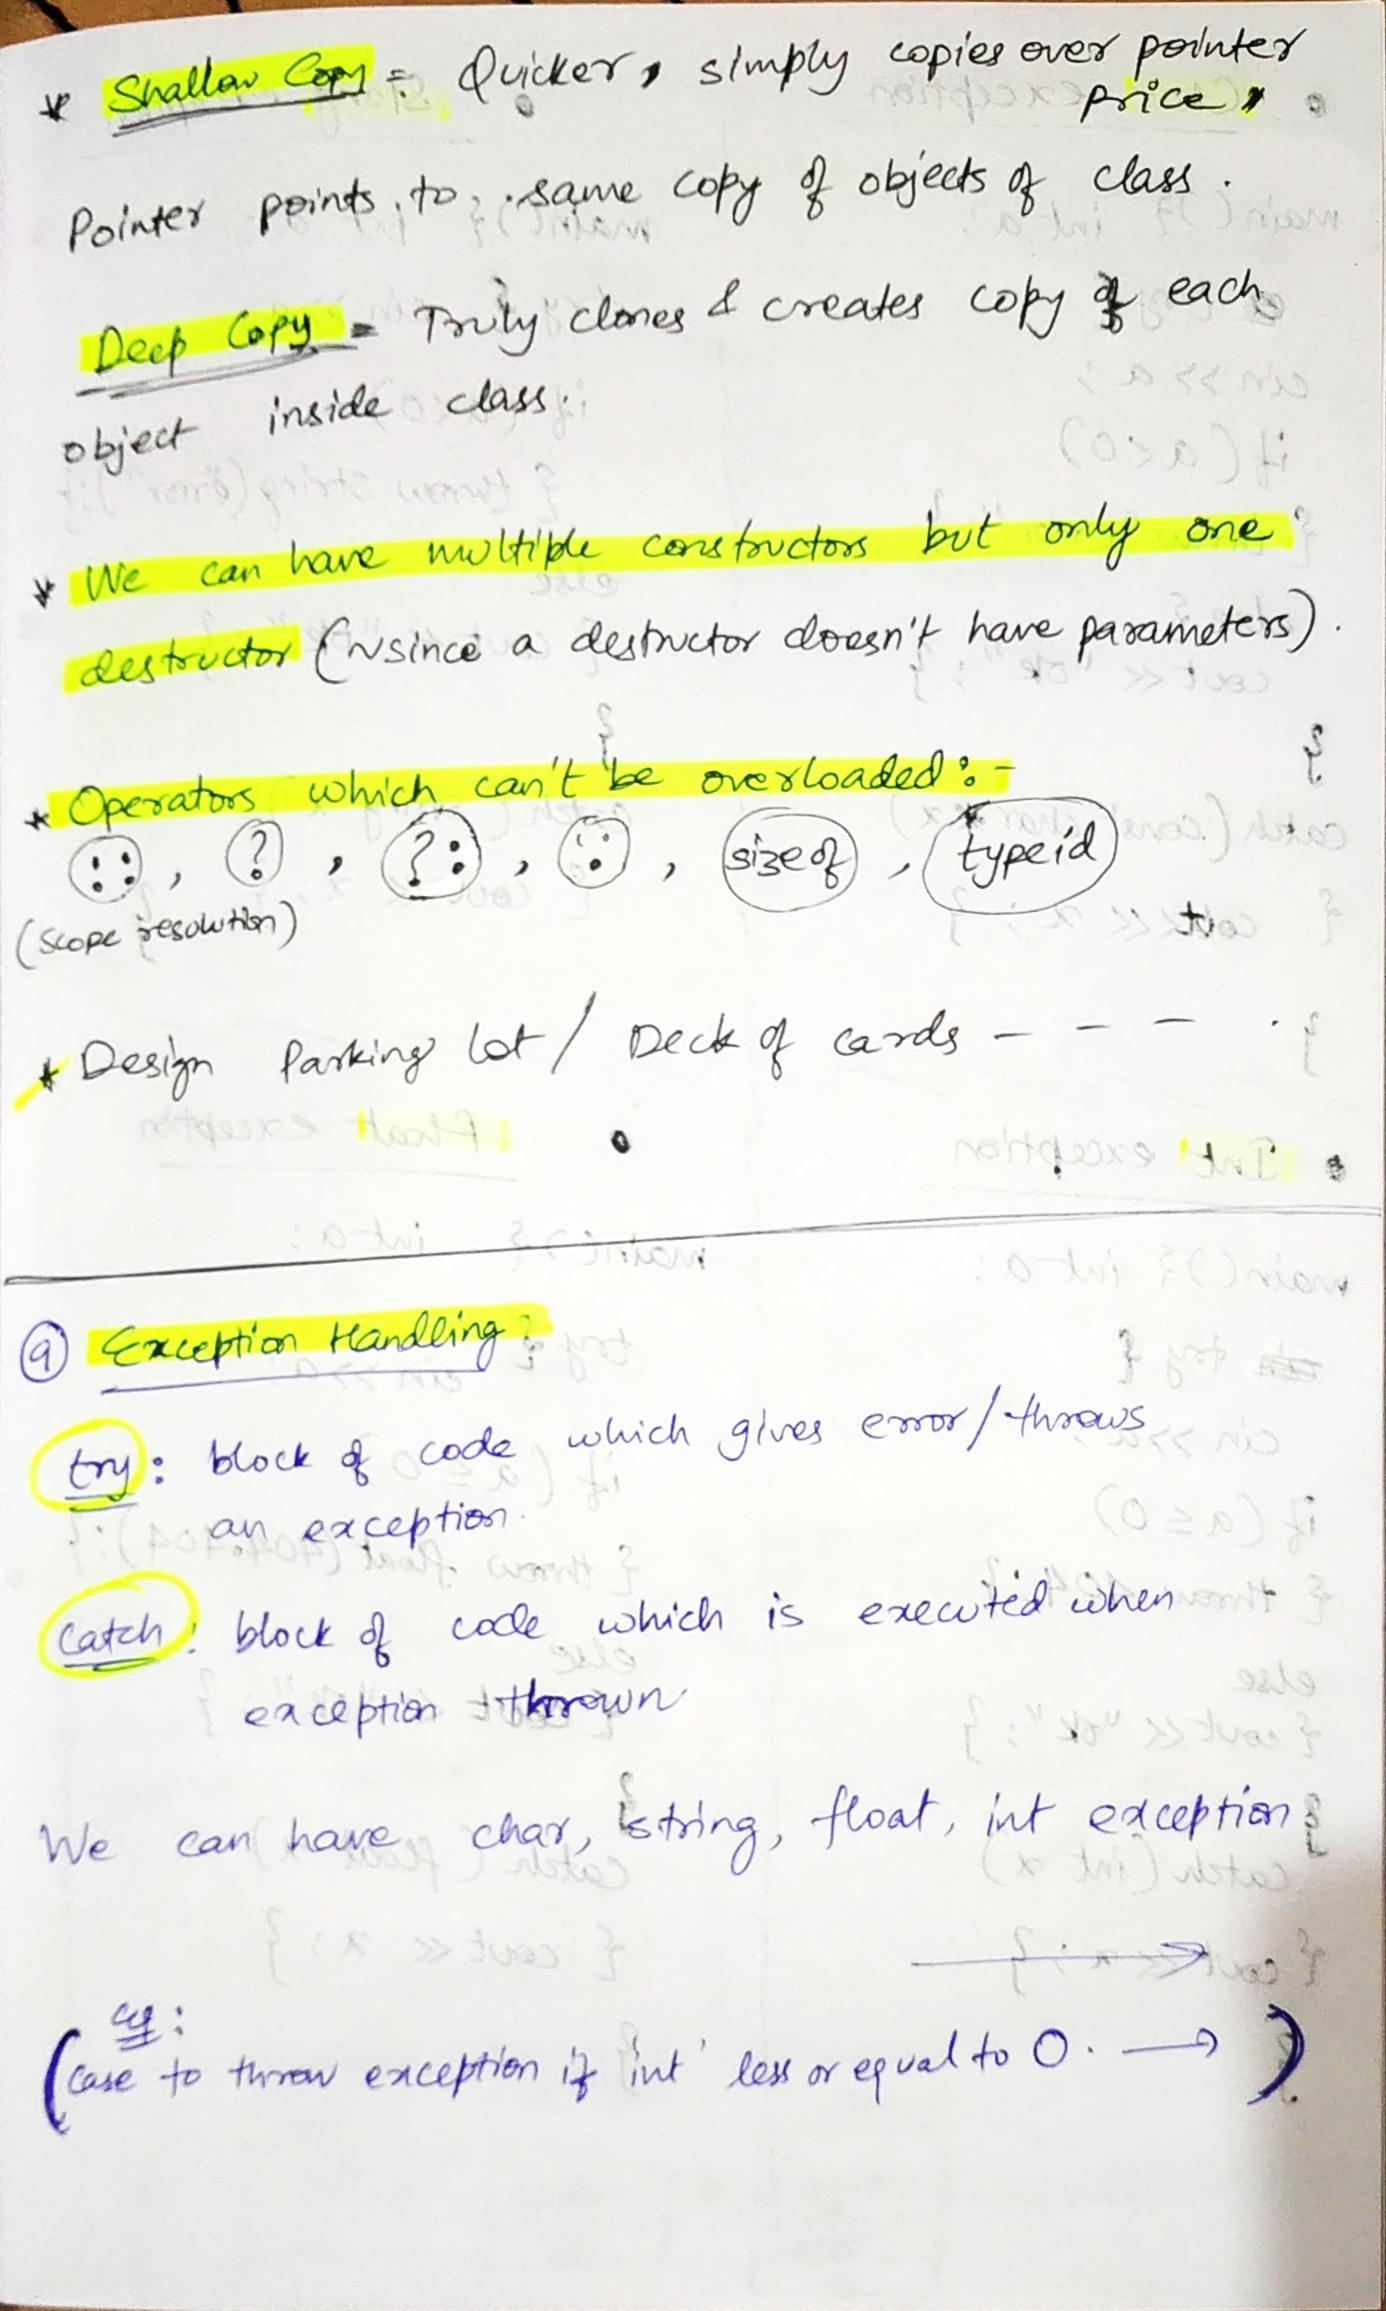 * Shallow Copy = Quicker, simply copies over pointer
price,
Pointer points to same copy of objects of class.
Deep Copy = Truly clones & creates copy of each
object inside class.
* We can have multiple constructors but only one
destructor (~since a destructor doesn't have parameters).
* Operators which can't be overloaded :-
::, ?, ?:, sizeof, typeid
(scope resolution)
* Design Parking Lot / Deck of cards - - - .
9 Exception Handling:
try: block of code which gives error/throws
an exception.
catch: block of code which is executed when
exception thrown
We can have char, string, float, int exception
eg:
(case to throw exception if 'int' less or equal to 0. →)